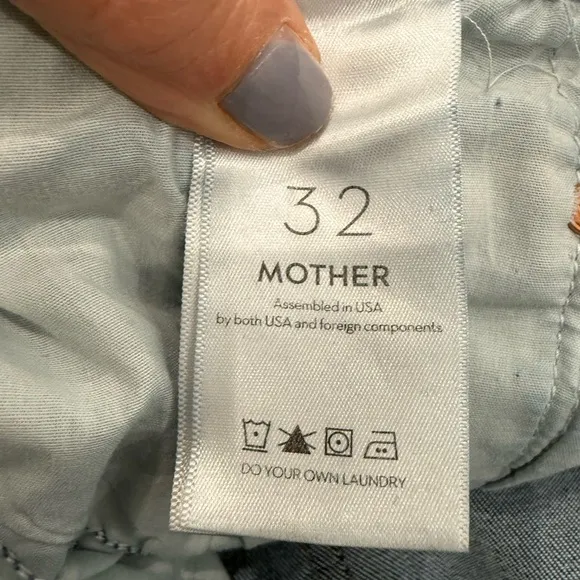 32
MOTHER
Assembled in USA
by both USA and foreign components
DO YOUR OWN LAUNDRY